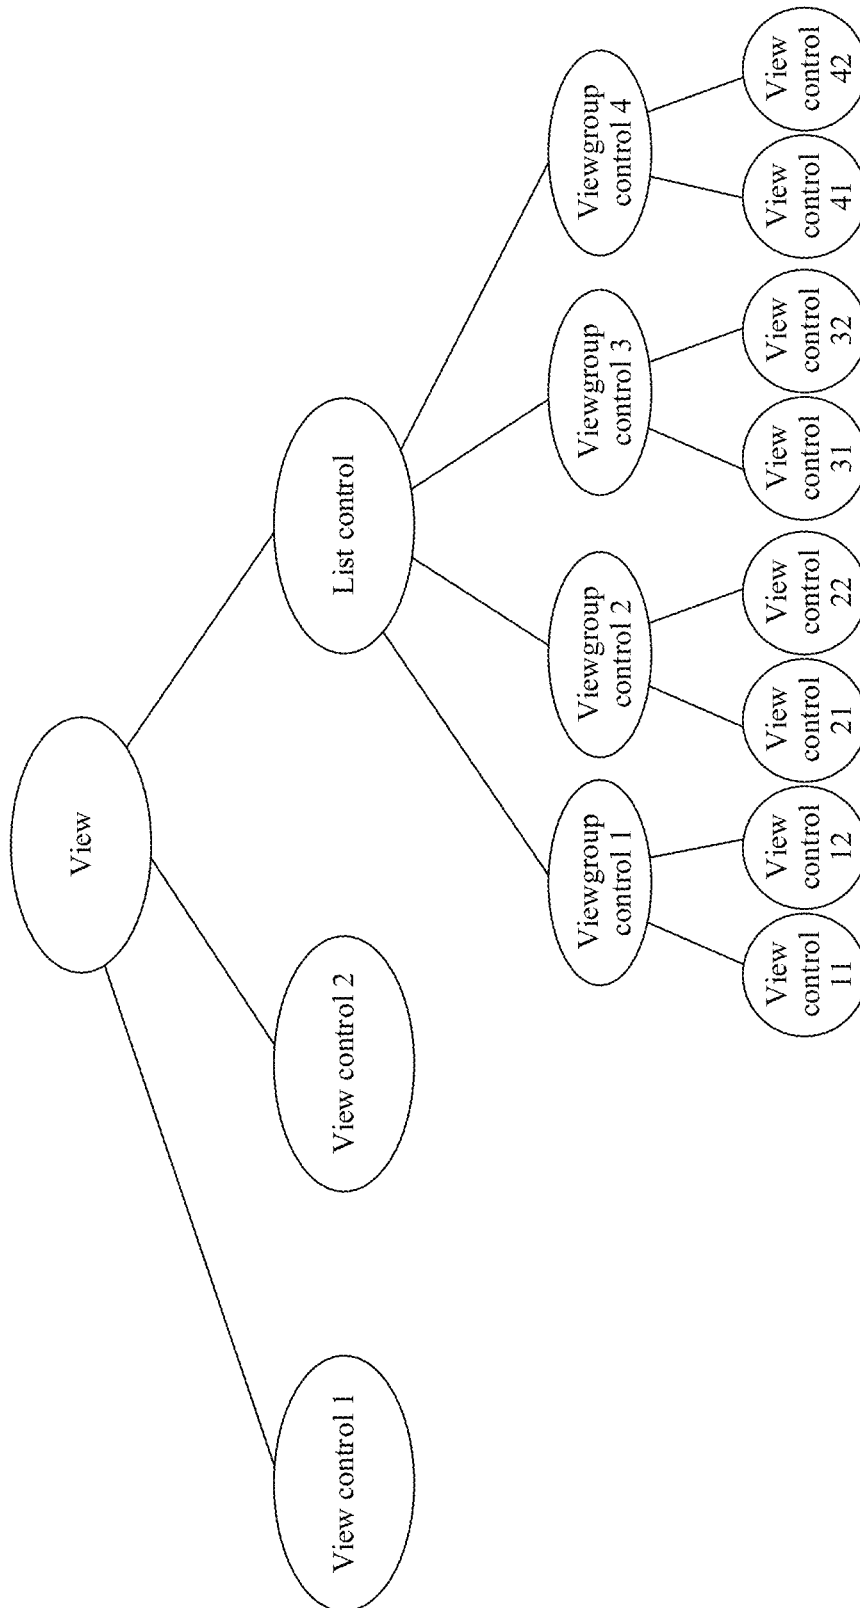 View
View control 1
View control 2
List control
Viewgroup
control 1
Viewgroup
control 2
Viewgroup
control 3
Viewgroup
control 4
View
control
11
View
control
12
View
control
21
View
control
22
View
control
31
View
control
32
View
control
41
View
control
42